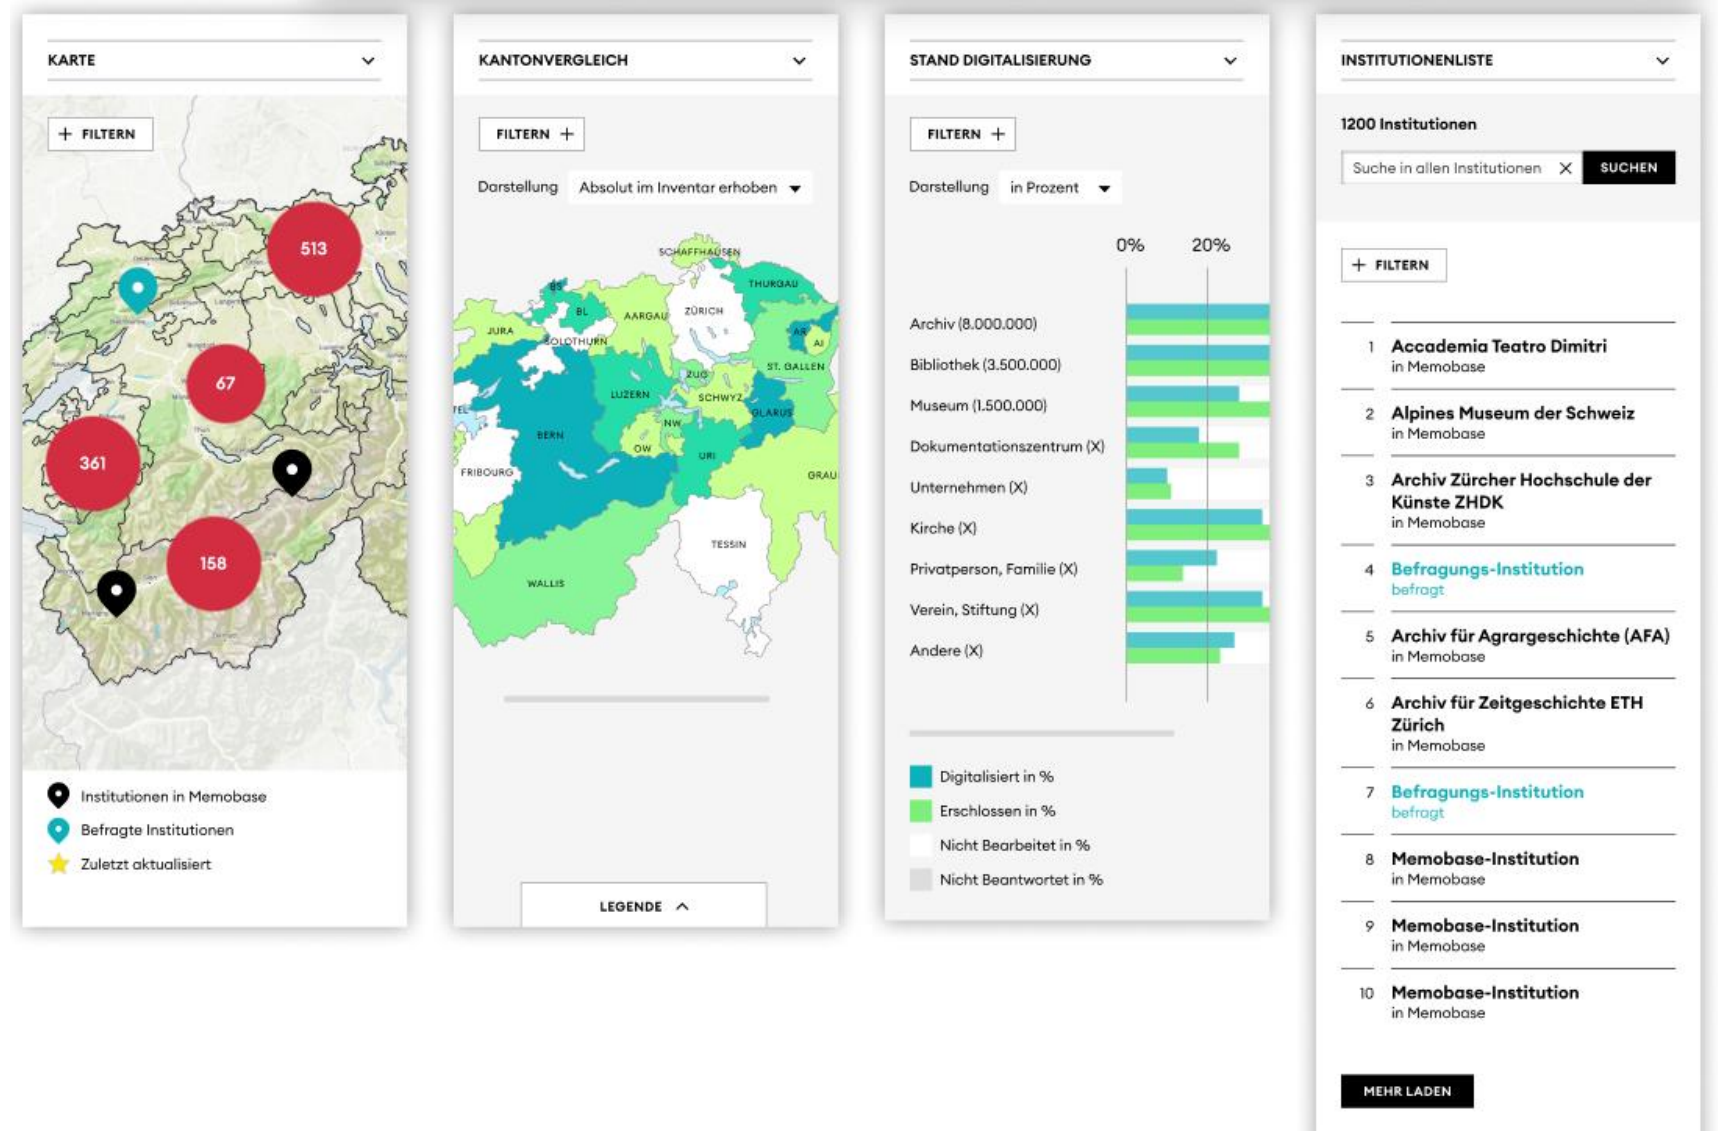 KARTE
+ FILTERN
513
67
361
158
Institutionen in Memobase
Befragte Institutionen
Zuletzt aktualisiert
KANTONVERGLEICH
FILTERN +
Darstellung Absolut im Inventar erhoben
SCHAFFHAUSEN
BS
THURGAU
BL
AARGAU
ZÜRICH
JURA
SOLOTHURN
AR
AI
ZUG
ST. GALLEN
LUZERN
SCHWYZ
GLARUS
TEL
NW
BERN
OW
URI
FRIBOURG
GRAU
TESSIN
WALLIS
LEGENDE
STAND DIGITALISIERUNG
FILTERN +
Darstellung in Prozent
0% 20%
Archiv (8.000.000)
Bibliothek (3.500.000)
Museum (1.500.000)
Dokumentationszentrum (X)
Unternehmen (X)
Kirche (X)
Privatperson, Familie (X)
Verein, Stiftung (X)
Andere (X)
Digitalisiert in %
Erschlossen in %
Nicht Bearbeitet in %
Nicht Beantwortet in %
INSTITUTIONENLISTE
1200 Institutionen
Suche in allen Institutionen X SUCHEN
+ FILTERN
1 Accademia Teatro Dimitri
in Memobase
2 Alpines Museum der Schweiz
in Memobase
3 Archiv Zürcher Hochschule der
Künste ZHDK
in Memobase
4 Befragungs-Institution
befragt
5 Archiv für Agrargeschichte (AFA)
in Memobase
6 Archiv für Zeitgeschichte ETH
Zürich
in Memobase
7 Befragungs-Institution
befragt
8 Memobase-Institution
in Memobase
9 Memobase-Institution
in Memobase
10 Memobase-Institution
in Memobase
MEHR LADEN